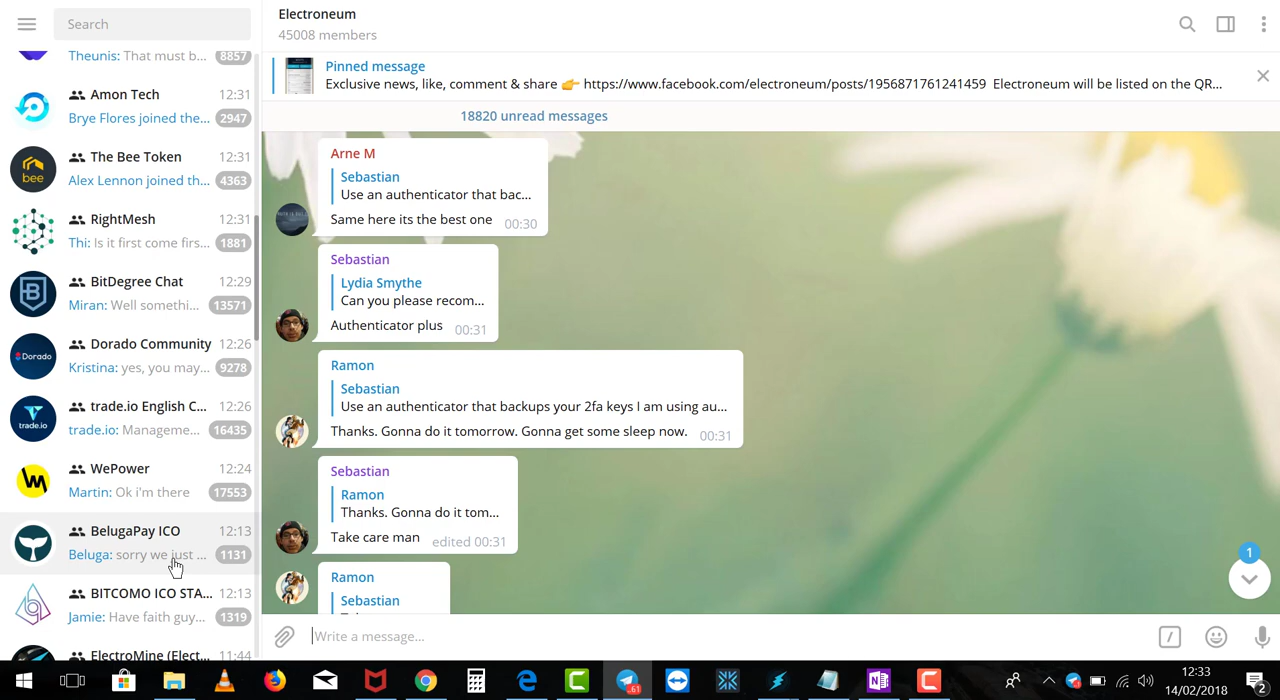 Search
Theunis: That must b... 8857
Amon Tech 12:31
Brye Flores joined the... 2947
bee
The Bee Token 12:31
Alex Lennon joined th... 4363
RightMesh 12:31
Thi: Is it first come firs... 1881
B
BitDegree Chat 12:29
Miran: Well somethi... 13571
Dorado
Dorado Community 12:26
Kristina: yes, you may... 9278
trade.io
trade.io English C... 12:26
trade.io: Manageme... 16435
WePower 12:24
Martin: Ok i'm there 17553
BelugaPay ICO 12:13
Beluga: sorry we just ... 1131
BITCOMO ICO STA... 12:13
Jamie: Have faith guy... 1319
ElectroMine (Elect... 11:44
Electroneum
45008 members
Pinned message
Exclusive news, like, comment & share 👉 https://www.facebook.com/electroneum/posts/1956871761241459 Electroneum will be listed on the QR...
18820 unread messages
Arne M
Sebastian
Use an authenticator that bac...
Same here its the best one 00:30
Sebastian
Lydia Smythe
Can you please recom...
Authenticator plus 00:31
Ramon
Sebastian
Use an authenticator that backups your 2fa keys I am using au...
Thanks. Gonna do it tomorrow. Gonna get some sleep now. 00:31
Sebastian
Ramon
Thanks. Gonna do it tom...
Take care man edited 00:31
Ramon
Sebastian
1
Write a message...
.61
12:33
14/02/2018
2